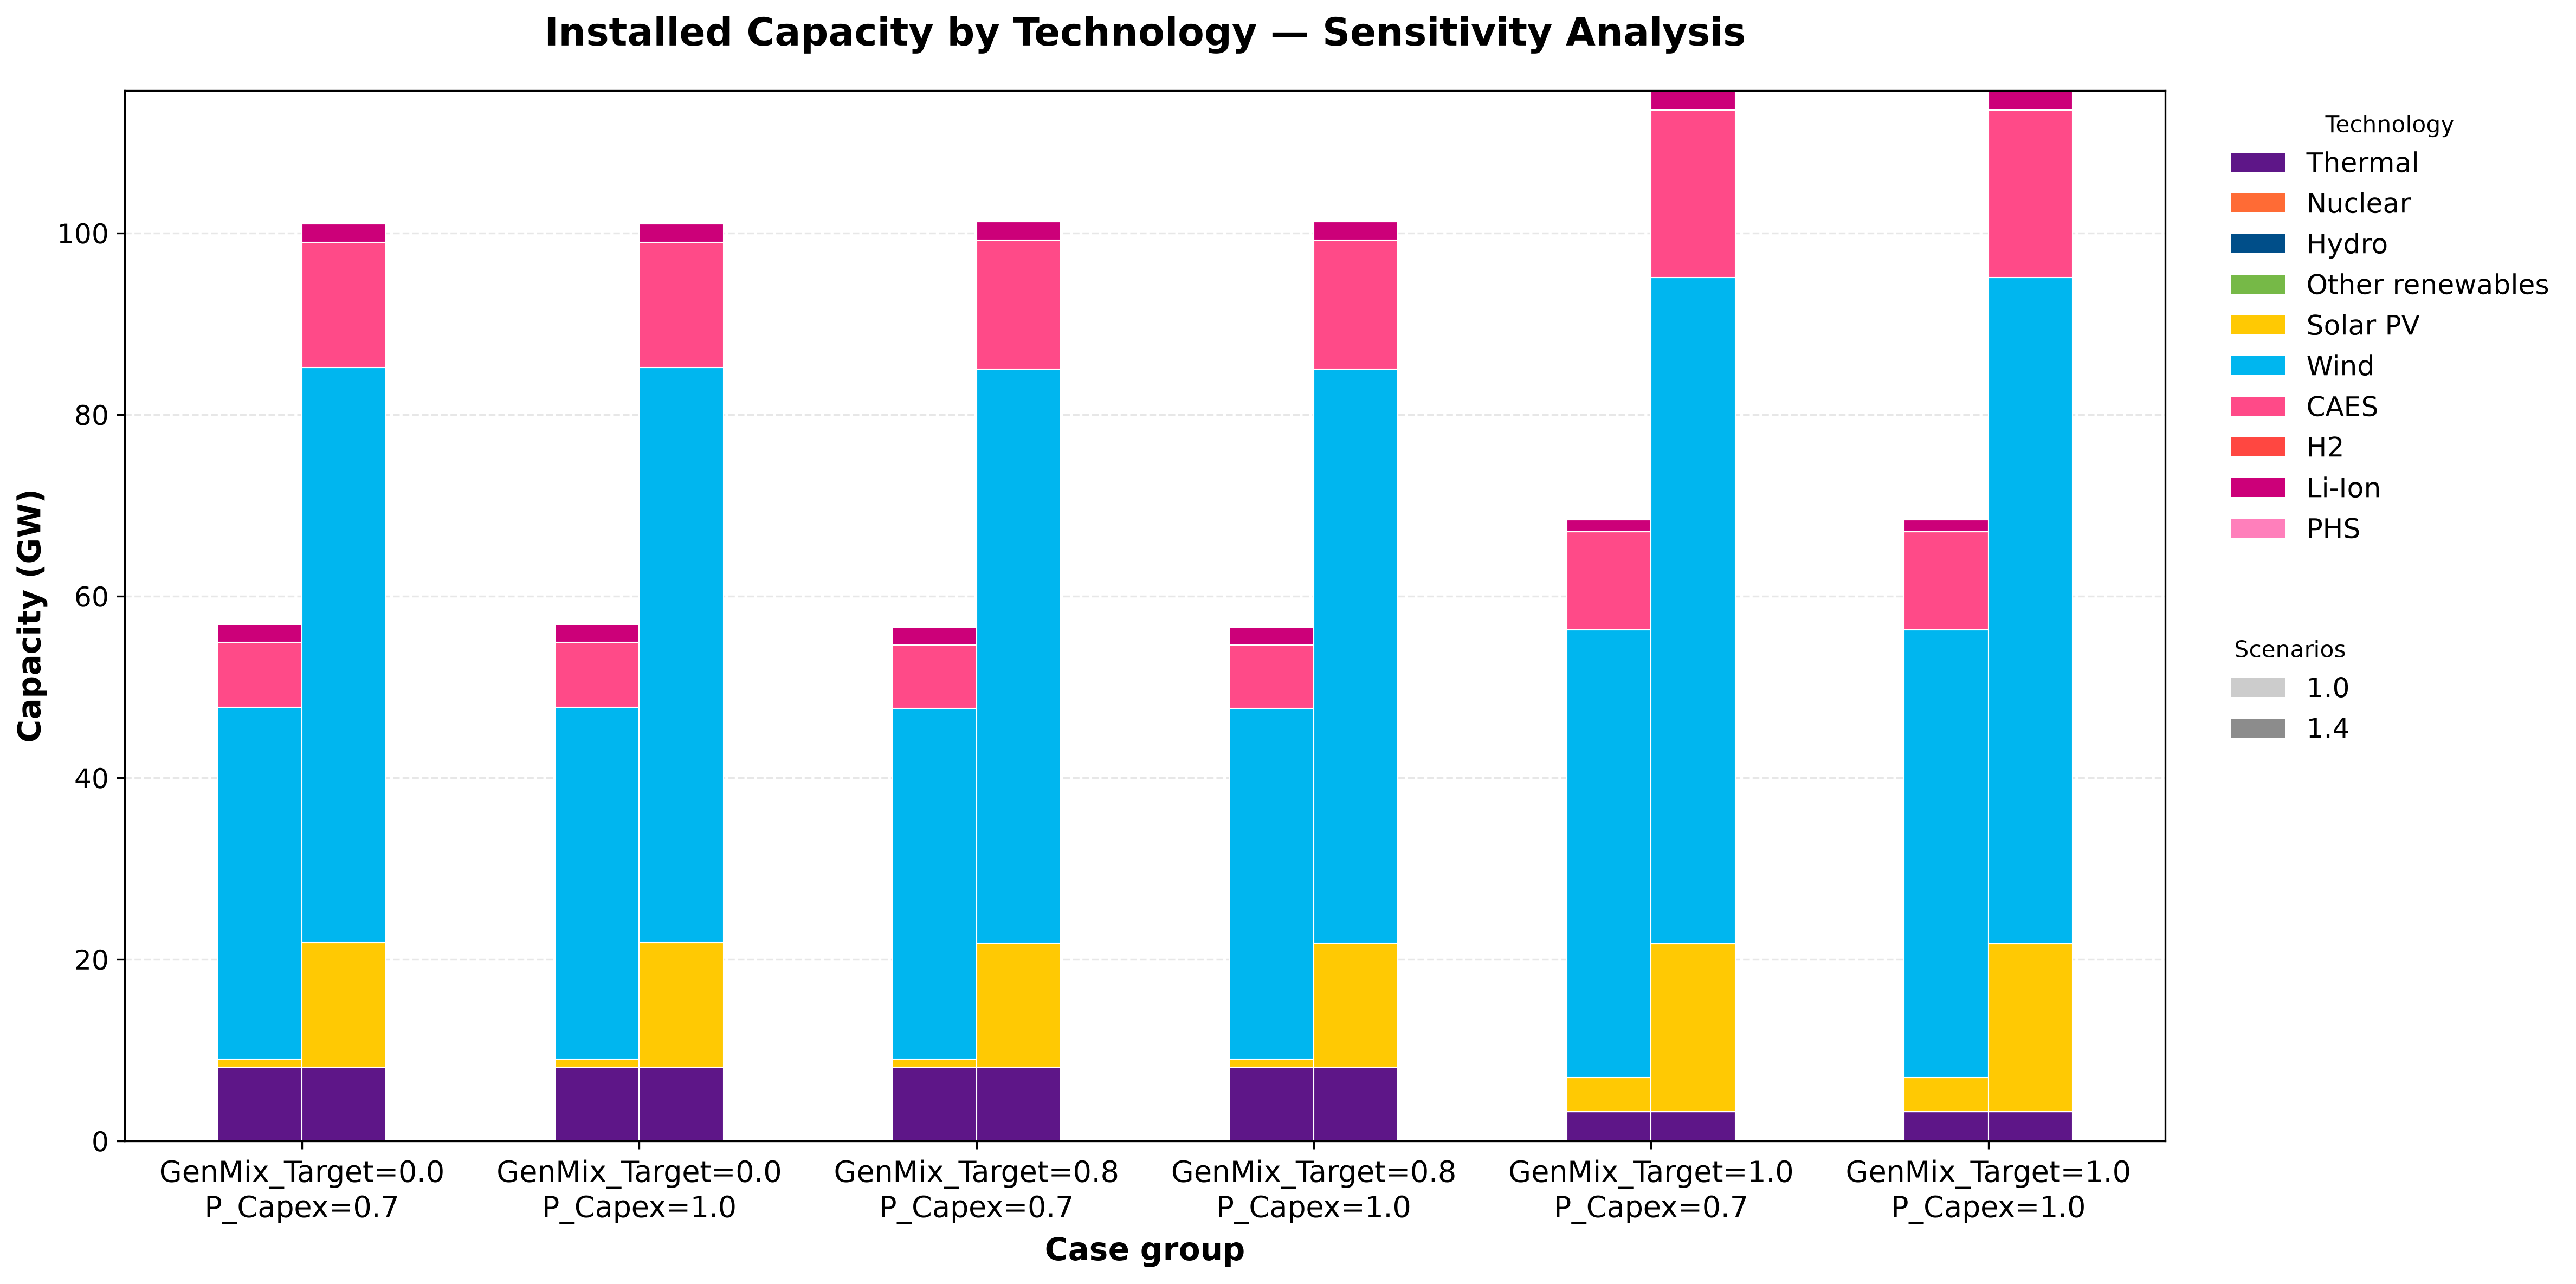 Installed Capacity by Technology — Sensitivity Analysis
Capacity (GW)
100
80
60
40
20
0
GenMix_Target=0.0
P_Capex=0.7
GenMix_Target=0.0
P_Capex=1.0
GenMix_Target=0.8
P_Capex=0.7
GenMix_Target=0.8
P_Capex=1.0
GenMix_Target=1.0
P_Capex=0.7
GenMix_Target=1.0
P_Capex=1.0
Case group
Technology
Thermal
Nuclear
Hydro
Other renewables
Solar PV
Wind
CAES
H2
Li-Ion
PHS
Scenarios
1.0
1.4